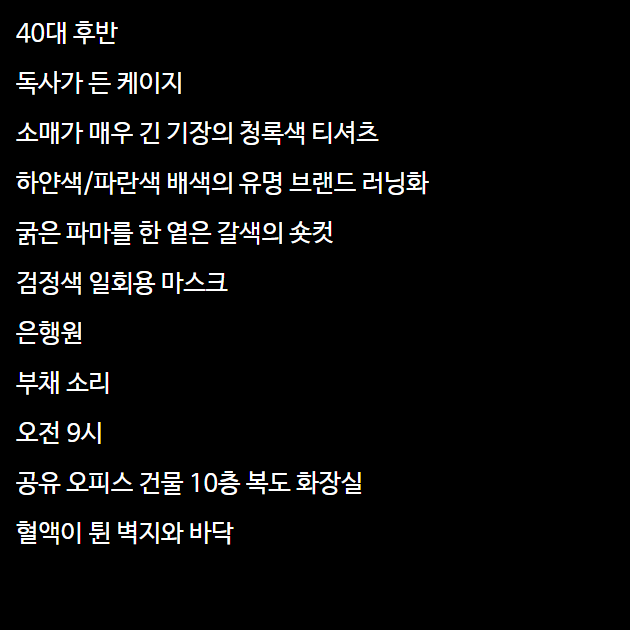 40대 후반
독사가 든 케이지
소매가 매우 긴 기장의 청록색 티셔츠
하얀색/파란색 배색의 유명 브랜드 러닝화
굵은 파마를 한 옅은 갈색의 숏컷
검정색 일회용 마스크
은행원
부채 소리
오전 9시
공유 오피스 건물 10층 복도 화장실
혈액이 튄 벽지와 바닥